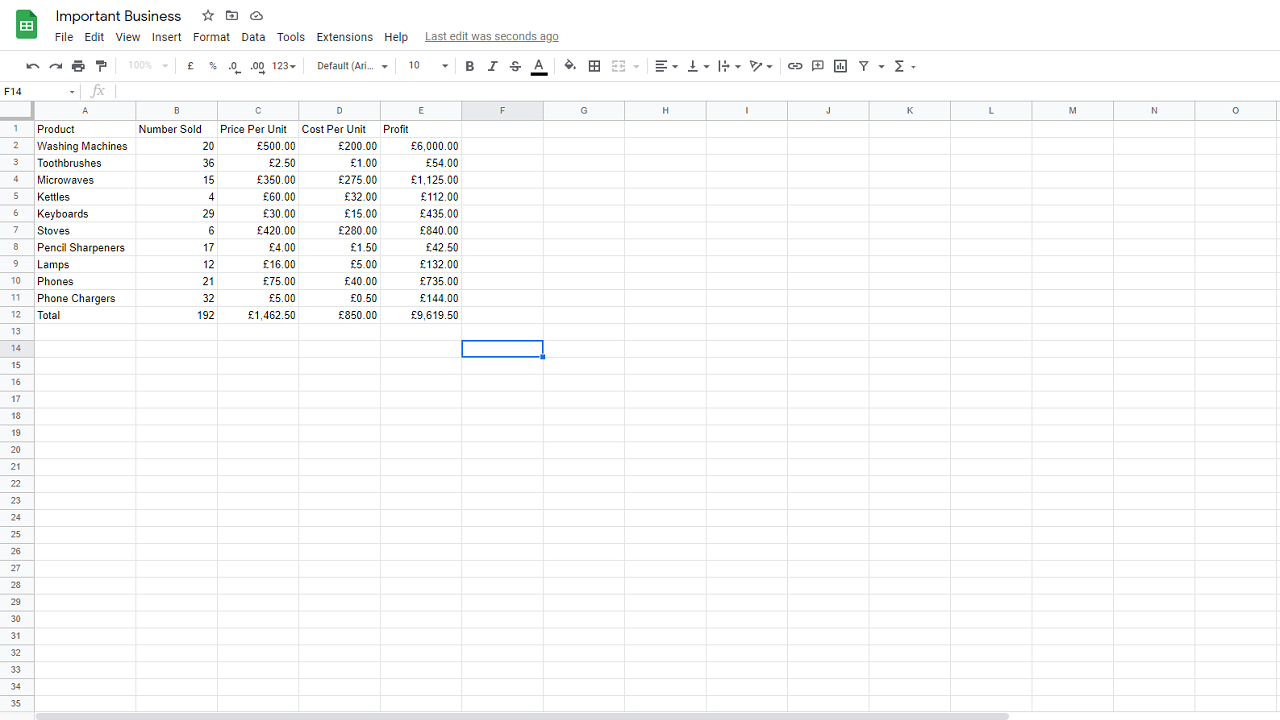 Important Business
File Edit View Insert Format Data Tools Extensions Help Last edit was seconds ago
100% £ % .0 .00 123 Default (Ari... 10 B I S A Σ
F14 fx
A B C D E F G H I J K L M N O
1 Product Number Sold Price Per Unit Cost Per Unit Profit
2 Washing Machines 20 £500.00 £200.00 £6,000.00
3 Toothbrushes 36 £2.50 £1.00 £54.00
4 Microwaves 15 £350.00 £275.00 £1,125.00
5 Kettles 4 £60.00 £32.00 £112.00
6 Keyboards 29 £30.00 £15.00 £435.00
7 Stoves 6 £420.00 £280.00 £840.00
8 Pencil Sharpeners 17 £4.00 £1.50 £42.50
9 Lamps 12 £16.00 £5.00 £132.00
10 Phones 21 £75.00 £40.00 £735.00
11 Phone Chargers 32 £5.00 £0.50 £144.00
12 Total 192 £1,462.50 £850.00 £9,619.50
13
14
15
16
17
18
19
20
21
22
23
24
25
26
27
28
29
30
31
32
33
34
35